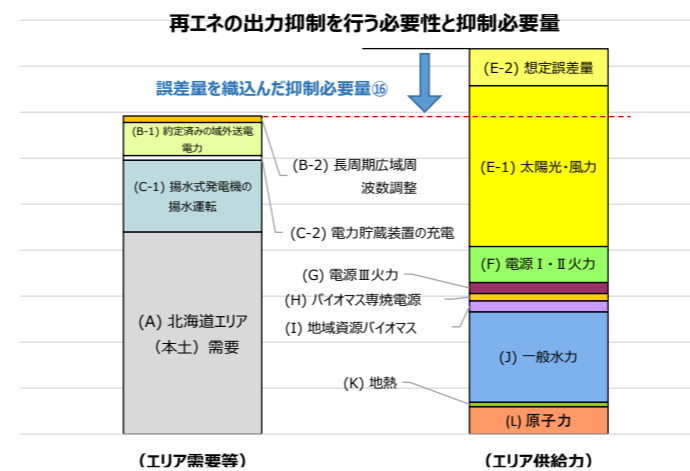 再エネの出力抑制を行う必要性と抑制必要量
誤差量を織込んだ抑制必要量⑯
(B-1) 約定済みの域外送電
電力
(C-1) 揚水式発電機の
揚水運転
(A) 北海道エリア
(本土)需要
(B-2) 長周期広域周
波数調整
(C-2) 電力貯蔵装置の充電
(G) 電源Ⅲ火力
(H) バイオマス専焼電源
(I) 地域資源バイオマス
(K) 地熱
(E-2) 想定誤差量
(E-1) 太陽光・風力
(F) 電源Ⅰ・Ⅱ火力
(J) 一般水力
(L) 原子力
(エリア需要等)
(エリア供給力)